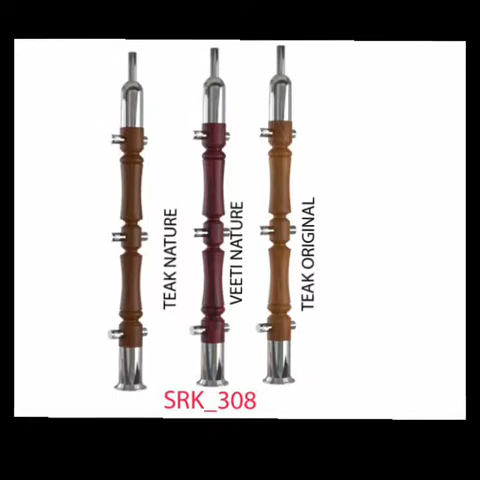 TEAK NATURE
VEETI NATURE
TEAK ORIGINAL
SRK_308